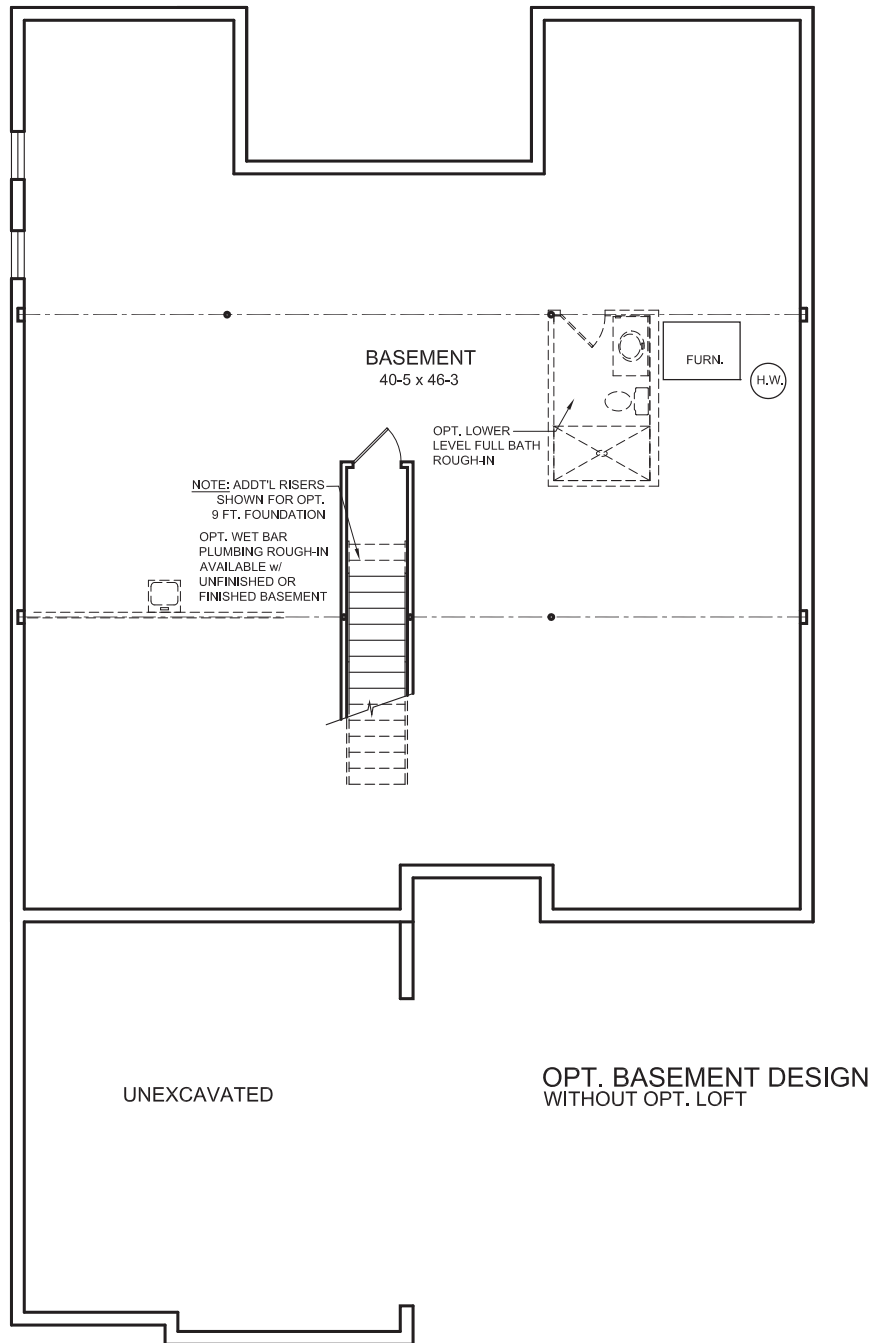 BASEMENT
40-5 x 46-3
FURN.
H.W.
OPT. LOWER
LEVEL FULL BATH
ROUGH-IN
NOTE: ADDT'L RISERS
SHOWN FOR OPT.
9 FT. FOUNDATION
OPT. WET BAR
PLUMBING ROUGH-IN
AVAILABLE w/
UNFINISHED OR
FINISHED BASEMENT
UNEXCAVATED
OPT. BASEMENT DESIGN
WITHOUT OPT. LOFT